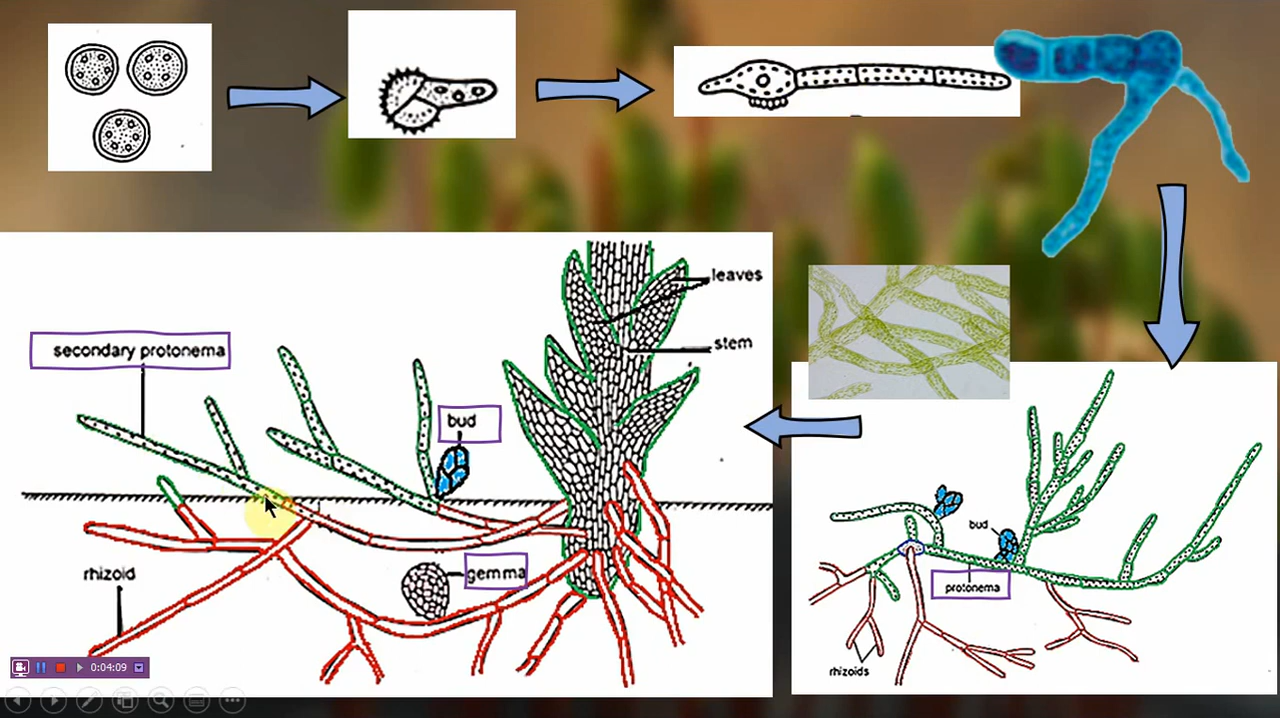 leaves
secondary protonema
stem
bud
gemma
rhizoid
bud
protonema
rhizoids
0:04:09